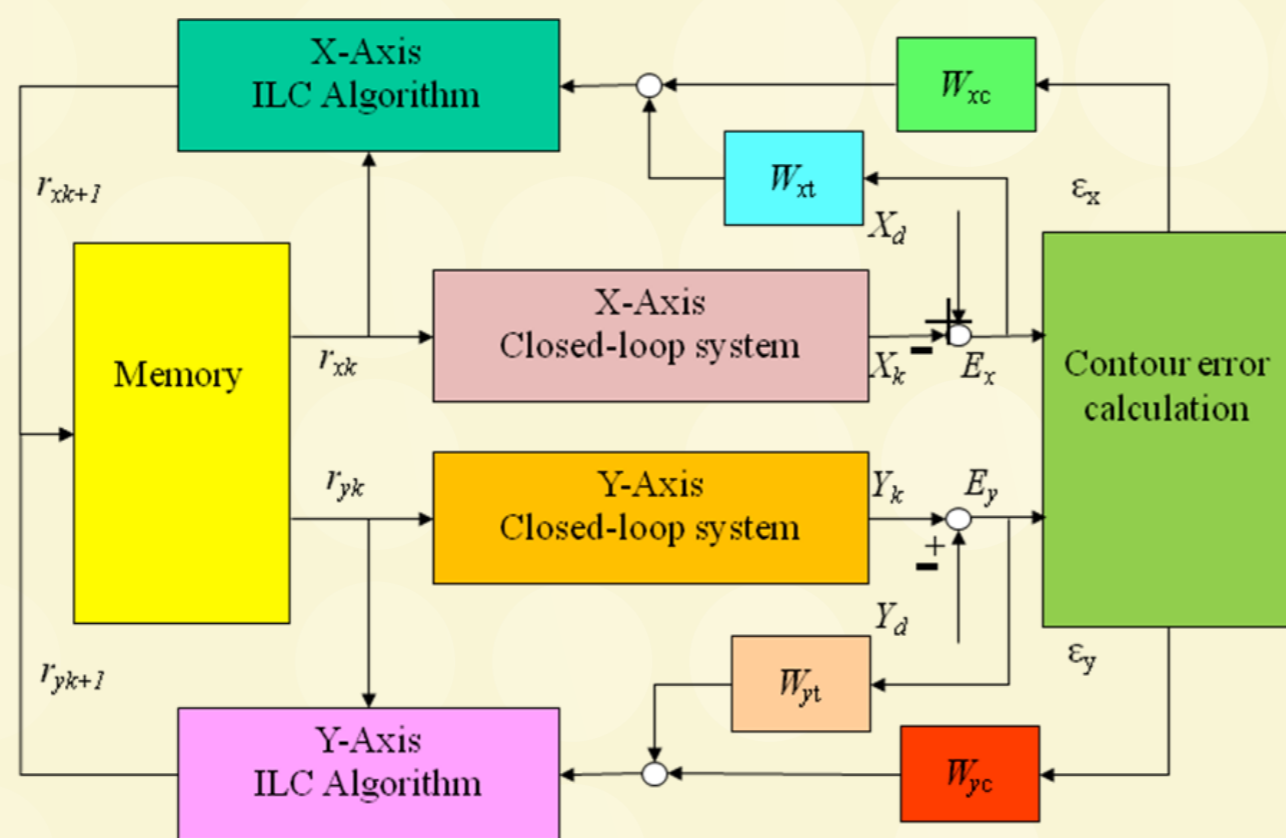 X-Axis
ILC Algorithm
W_xc
W_xt
r_xk+1
ε_x
X_d
X-Axis
Closed-loop system
+
-
r_xk
X_k
E_x
Memory
Contour error
calculation
r_yk
Y-Axis
Closed-loop system
Y_k
E_y
+
-
Y_d
r_yk+1
ε_y
W_yt
Y-Axis
ILC Algorithm
W_yc